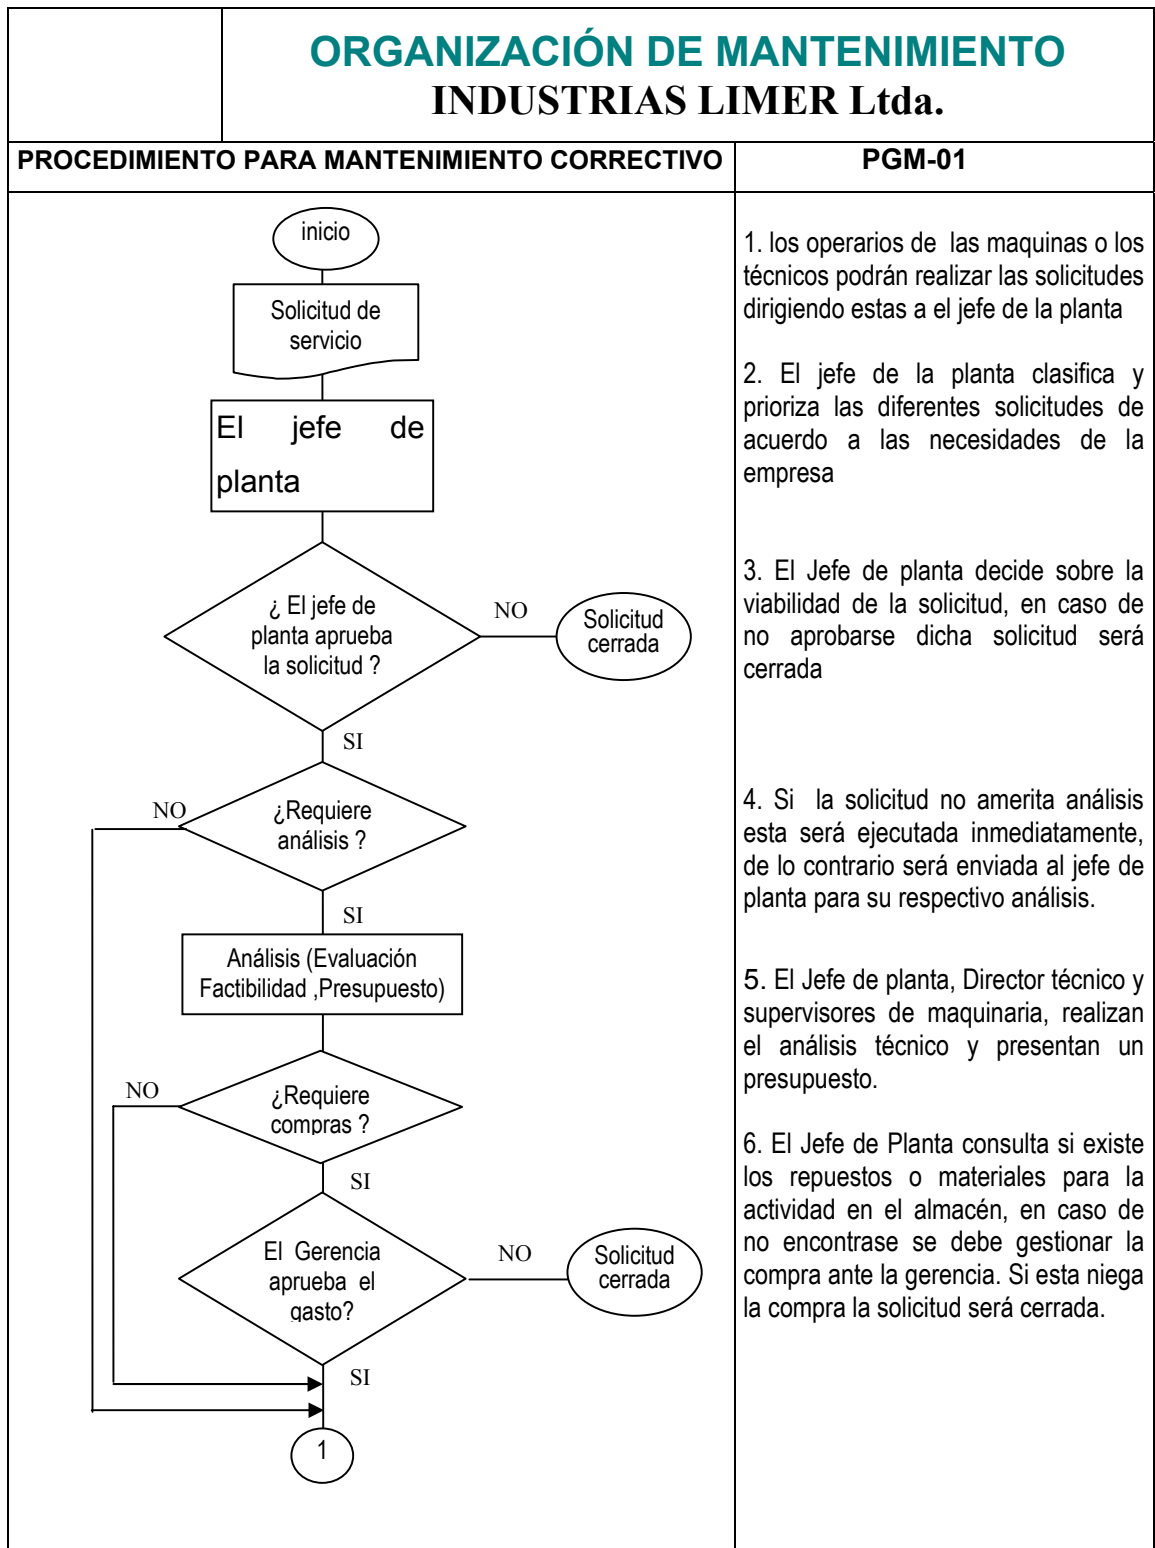 ORGANIZACIÓN DE MANTENIMIENTO
INDUSTRIAS LIMER Ltda.
PROCEDIMIENTO PARA MANTENIMIENTO CORRECTIVO
PGM-01
inicio
Solicitud de
servicio
El jefe de
planta
¿ El jefe de
planta aprueba
la solicitud ?
NO
Solicitud
cerrada
SI
¿Requiere
análisis ?
NO
SI
Análisis (Evaluación
Factibilidad ,Presupuesto)
¿Requiere
compras ?
NO
SI
El Gerencia
aprueba el
gasto?
NO
Solicitud
cerrada
SI
1
1. los operarios de las maquinas o los
técnicos podrán realizar las solicitudes
dirigiendo estas a el jefe de la planta
2. El jefe de la planta clasifica y
prioriza las diferentes solicitudes de
acuerdo a las necesidades de la
empresa
3. El Jefe de planta decide sobre la
viabilidad de la solicitud, en caso de
no aprobarse dicha solicitud será
cerrada
4. Si la solicitud no amerita análisis
esta será ejecutada inmediatamente,
de lo contrario será enviada al jefe de
planta para su respectivo análisis.
5. El Jefe de planta, Director técnico y
supervisores de maquinaria, realizan
el análisis técnico y presentan un
presupuesto.
6. El Jefe de Planta consulta si existe
los repuestos o materiales para la
actividad en el almacén, en caso de
no encontrase se debe gestionar la
compra ante la gerencia. Si esta niega
la compra la solicitud será cerrada.